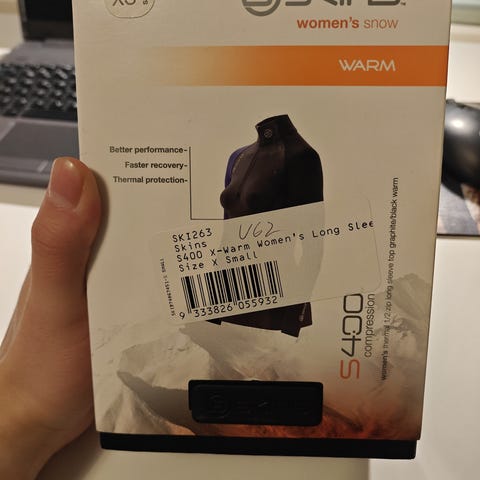 XS
SKINS
women's snow
WARM
Better performance-
Faster recovery-
Thermal protection-
SKI263
Skins
S400 X-Warm Women's Long Slee
Size X Small
9 333826 055932
S400
compression
women's thermal 1/2 zip long sleeve top graphite/black warm
SKINS